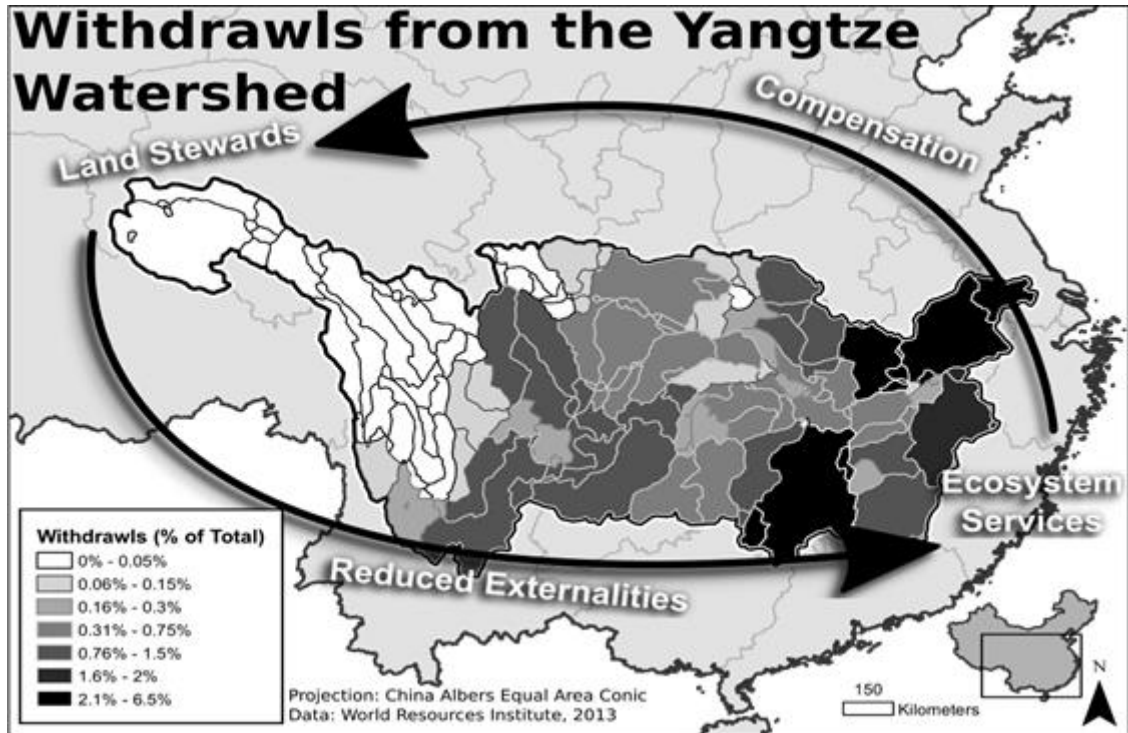 Withdrawls from the Yangtze
Watershed
Compensation
Land Stewards
Ecosystem
Services
Reduced Externalities
Withdrawls (% of Total)
0% - 0.05%
0.06% - 0.15%
0.16% - 0.3%
0.31% - 0.75%
0.76% - 1.5%
1.6% - 2%
2.1% - 6.5%
Projection: China Albers Equal Area Conic
Data: World Resources Institute, 2013
150
Kilometers
N